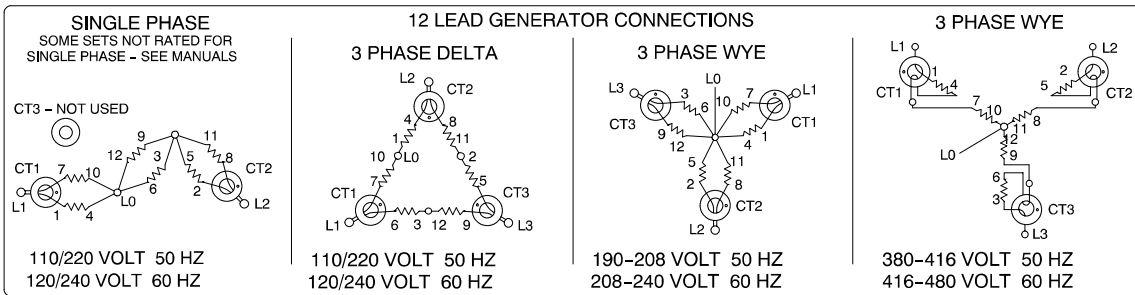 SINGLE PHASE
SOME SETS NOT RATED FOR
SINGLE PHASE – SEE MANUALS
CT3 – NOT USED
9
11
12
3
5
8
CT1
7
10
6
2
CT2
L1
1
4
L0
L2
110/220 VOLT 50 HZ
120/240 VOLT 60 HZ
12 LEAD GENERATOR CONNECTIONS
3 PHASE DELTA
L2
CT2
4
8
1
11
10
L0
2
7
5
CT1
CT3
L1
6
3
12
9
L3
110/220 VOLT 50 HZ
120/240 VOLT 60 HZ
3 PHASE WYE
L0
L3
3
10
7
L1
6
CT3
CT1
9
12
4
1
5
11
2
8
CT2
L2
190–208 VOLT 50 HZ
208–240 VOLT 60 HZ
3 PHASE WYE
L1
L2
1
2
4
5
CT1
CT2
7
10
8
11
L0
12
9
6
3
CT3
L3
380–416 VOLT 50 HZ
416–480 VOLT 60 HZ